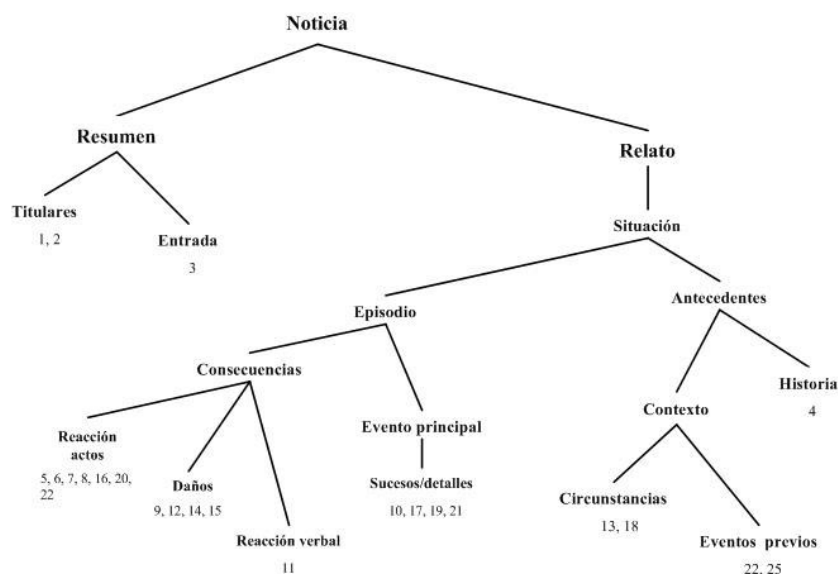 Noticia
Resumen
Relato
Titulares
1, 2
Entrada
3
Situación
Episodio
Antecedentes
Consecuencias
Evento principal
Contexto
Historia
4
Reacción
actos
5, 6, 7, 8, 16, 20,
22
Daños
9, 12, 14, 15
Reacción verbal
11
Sucesos/detalles
10, 17, 19, 21
Circunstancias
13, 18
Eventos previos
22, 25